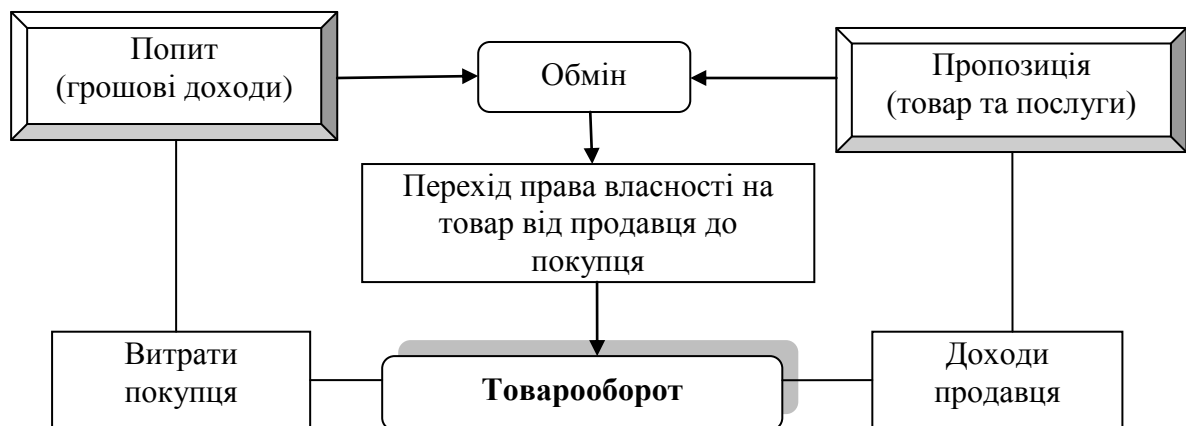 Попит
(грошові доходи)
Обмін
Пропозиція
(товар та послуги)
Перехід права власності на
товар від продавця до
покупця
Витрати
покупця
Товарооборот
Доходи
продавця